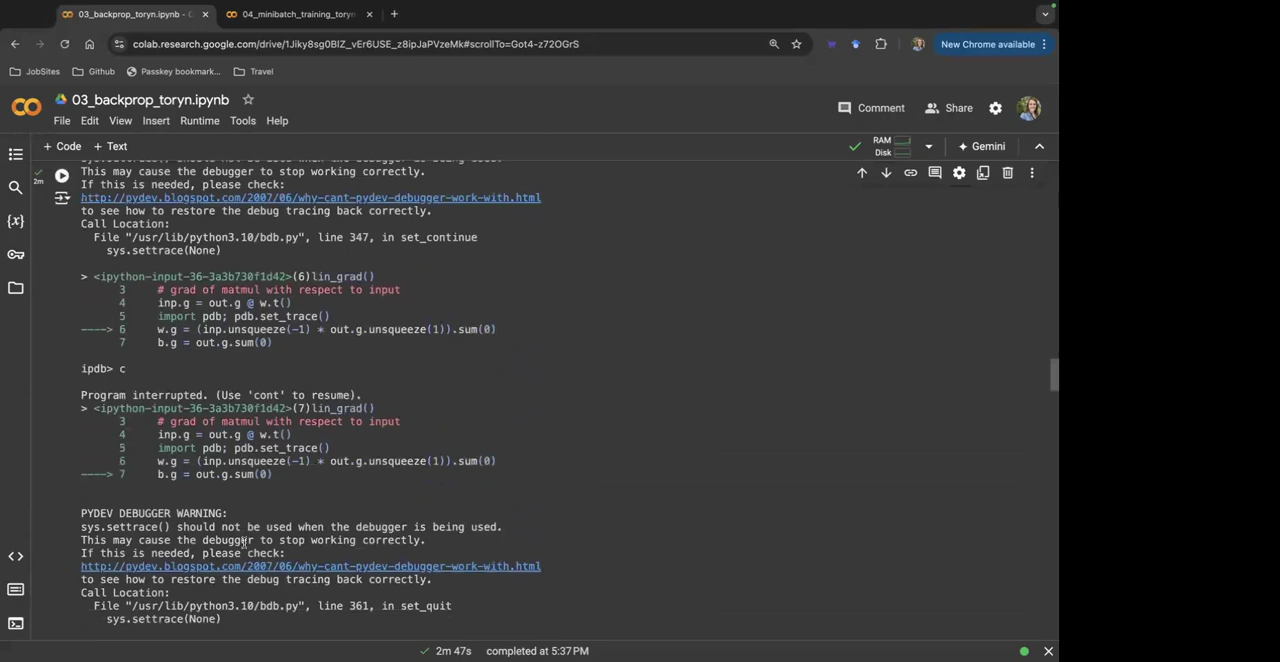 03_backprop_toryn.ipynb - C
04_minibatch_training_toryn
colab.research.google.com/drive/1Jiky8sg0BIZ_vEr6USE_z8ipJaPVzeMk#scrollTo=Got4-z72OGrS
New Chrome available
JobSites
Github
Passkey bookmark...
Travel
03_backprop_toryn.ipynb
Comment
Share
File Edit View Insert Runtime Tools Help
+ Code + Text
RAM
Disk
Gemini
2m
This may cause the debugger to stop working correctly.
If this is needed, please check:
http://pydev.blogspot.com/2007/06/why-cant-pydev-debugger-work-with.html
to see how to restore the debug tracing back correctly.
Call Location:
File "/usr/lib/python3.10/bdb.py", line 347, in set_continue
sys.settrace(None)
> <ipython-input-36-3a3b730f1d42>(6)lin_grad()
3 # grad of matmul with respect to input
4 inp.g = out.g @ w.t()
5 import pdb; pdb.set_trace()
----> 6 w.g = (inp.unsqueeze(-1) * out.g.unsqueeze(1)).sum(0)
7 b.g = out.g.sum(0)
ipdb> c
Program interrupted. (Use 'cont' to resume).
> <ipython-input-36-3a3b730f1d42>(7)lin_grad()
3 # grad of matmul with respect to input
4 inp.g = out.g @ w.t()
5 import pdb; pdb.set_trace()
6 w.g = (inp.unsqueeze(-1) * out.g.unsqueeze(1)).sum(0)
----> 7 b.g = out.g.sum(0)
PYDEV DEBUGGER WARNING:
sys.settrace() should not be used when the debugger is being used.
This may cause the debugger to stop working correctly.
If this is needed, please check:
http://pydev.blogspot.com/2007/06/why-cant-pydev-debugger-work-with.html
to see how to restore the debug tracing back correctly.
Call Location:
File "/usr/lib/python3.10/bdb.py", line 361, in set_quit
sys.settrace(None)
2m 47s completed at 5:37 PM